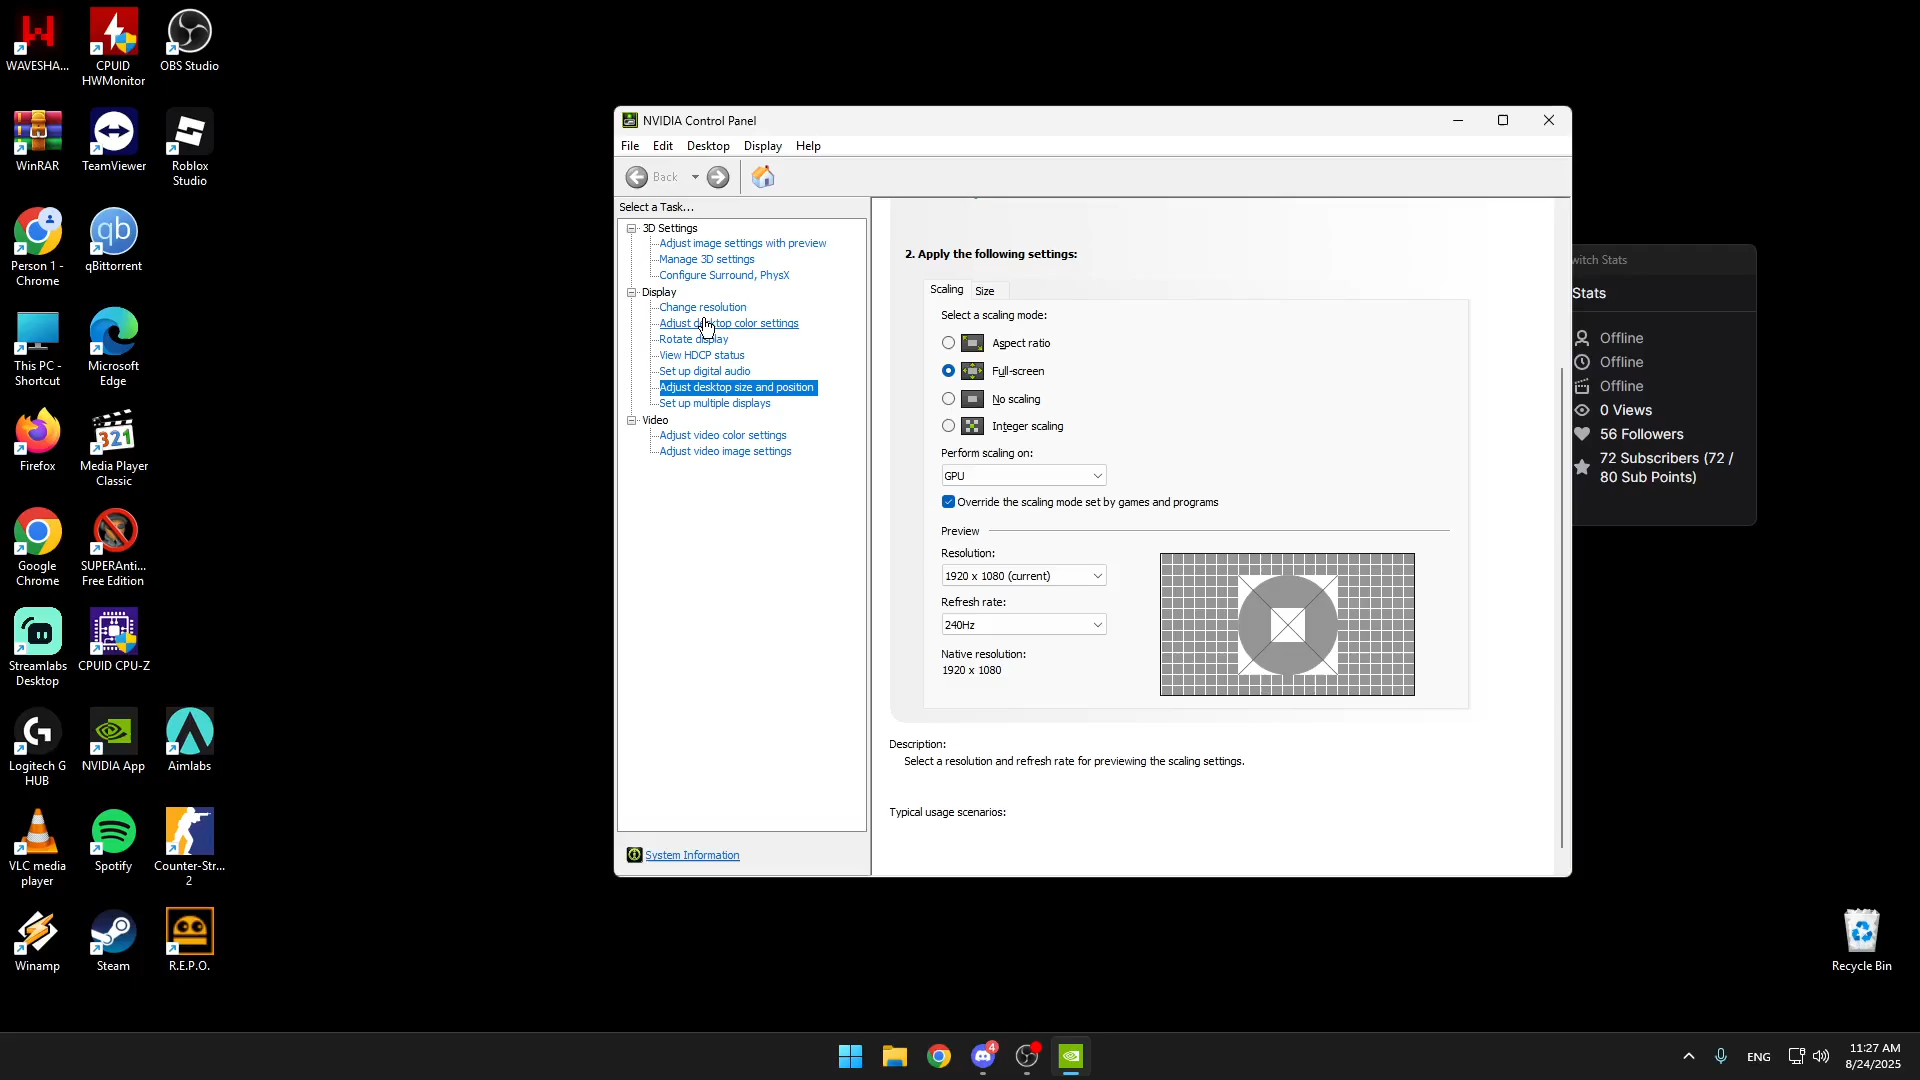 WAVESHA...
CPUID
HWMonitor
OBS Studio
WinRAR
TeamViewer
Roblox
Studio
Person 1 -
Chrome
qBittorrent
This PC -
Shortcut
Microsoft
Edge
Firefox
Media Player
Classic
Google
Chrome
SUPERAnti...
Free Edition
Streamlabs
Desktop
CPUID CPU-Z
Logitech G
HUB
NVIDIA App
Aimlabs
VLC media
player
Spotify
Counter-Str...
2
Winamp
Steam
R.E.P.O.
NVIDIA Control Panel
File Edit Desktop Display Help
Back
Select a Task...
3D Settings
Adjust image settings with preview
Manage 3D settings
Configure Surround, PhysX
Display
Change resolution
Adjust desktop color settings
Rotate display
View HDCP status
Set up digital audio
Adjust desktop size and position
Set up multiple displays
Video
Adjust video color settings
Adjust video image settings
System Information
2. Apply the following settings:
Scaling Size
Select a scaling mode:
Aspect ratio
Full-screen
No scaling
Integer scaling
Perform scaling on:
GPU
Override the scaling mode set by games and programs
Preview
Resolution:
1920 x 1080 (current)
Refresh rate:
240Hz
Native resolution:
1920 x 1080
Description:
Select a resolution and refresh rate for previewing the scaling settings.
Typical usage scenarios:
witch Stats
Stats
Offline
Offline
Offline
0 Views
56 Followers
72 Subscribers (72 /
80 Sub Points)
Recycle Bin
4
ENG
11:27 AM
8/24/2025